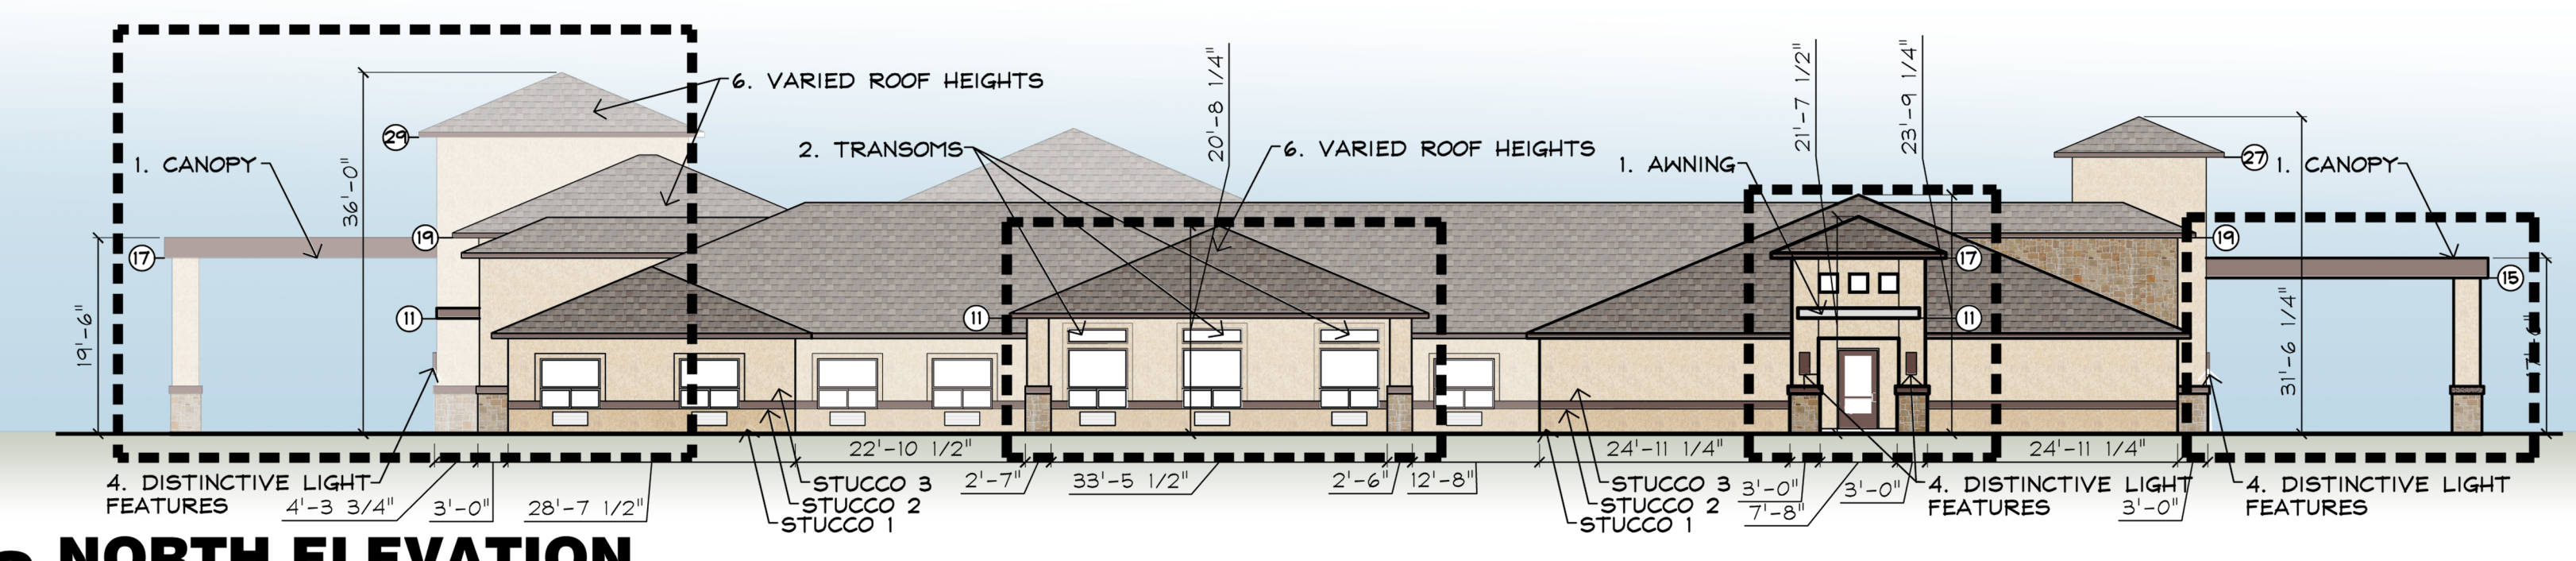 20'-8 1/4"
21'-7 1/2"
23'-9 1/4"
6. VARIED ROOF HEIGHTS
29
2. TRANSOMS
6. VARIED ROOF HEIGHTS
1. AWNING
27
1. CANOPY
1. CANOPY
36'-0"
19
19
17
17
15
11
11
11
19'-6"
31'-6 1/4"
22'-10 1/2"
24'-11 1/4"
24'-11 1/4"
4. DISTINCTIVE LIGHT
FEATURES
4'-3 3/4"
3'-0"
28'-7 1/2"
STUCCO 3
STUCCO 2
STUCCO 1
2'-7"
33'-5 1/2"
2'-6"
12'-8"
STUCCO 3
STUCCO 2
STUCCO 1
3'-0"
7'-8"
3'-0"
4. DISTINCTIVE LIGHT
FEATURES
3'-0"
4. DISTINCTIVE LIGHT
FEATURES
NORTH ELEVATION